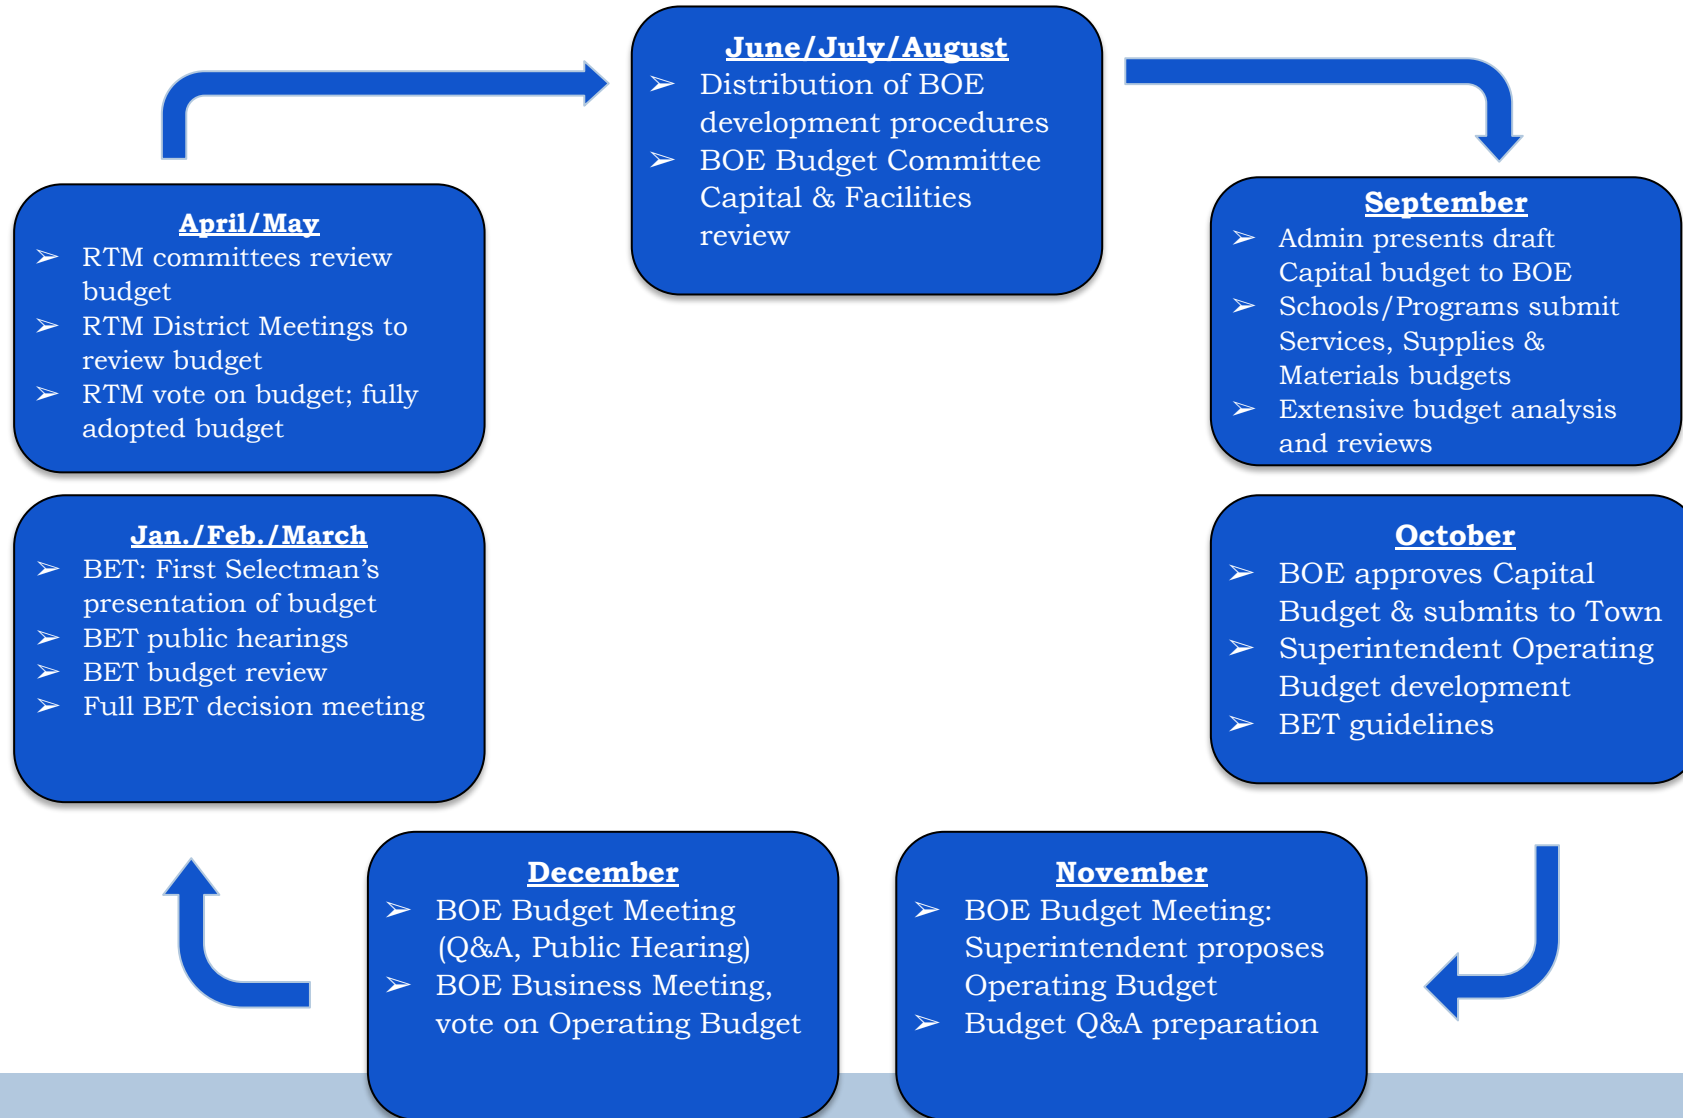 June/July/August
➢ Distribution of BOE
development procedures
➢ BOE Budget Committee
Capital & Facilities
review
September
➢ Admin presents draft
Capital budget to BOE
➢ Schools/Programs submit
Services, Supplies &
Materials budgets
➢ Extensive budget analysis
and reviews
October
➢ BOE approves Capital
Budget & submits to Town
➢ Superintendent Operating
Budget development
➢ BET guidelines
November
➢ BOE Budget Meeting:
Superintendent proposes
Operating Budget
➢ Budget Q&A preparation
December
➢ BOE Budget Meeting
(Q&A, Public Hearing)
➢ BOE Business Meeting,
vote on Operating Budget
Jan./Feb./March
➢ BET: First Selectman’s
presentation of budget
➢ BET public hearings
➢ BET budget review
➢ Full BET decision meeting
April/May
➢ RTM committees review
budget
➢ RTM District Meetings to
review budget
➢ RTM vote on budget; fully
adopted budget